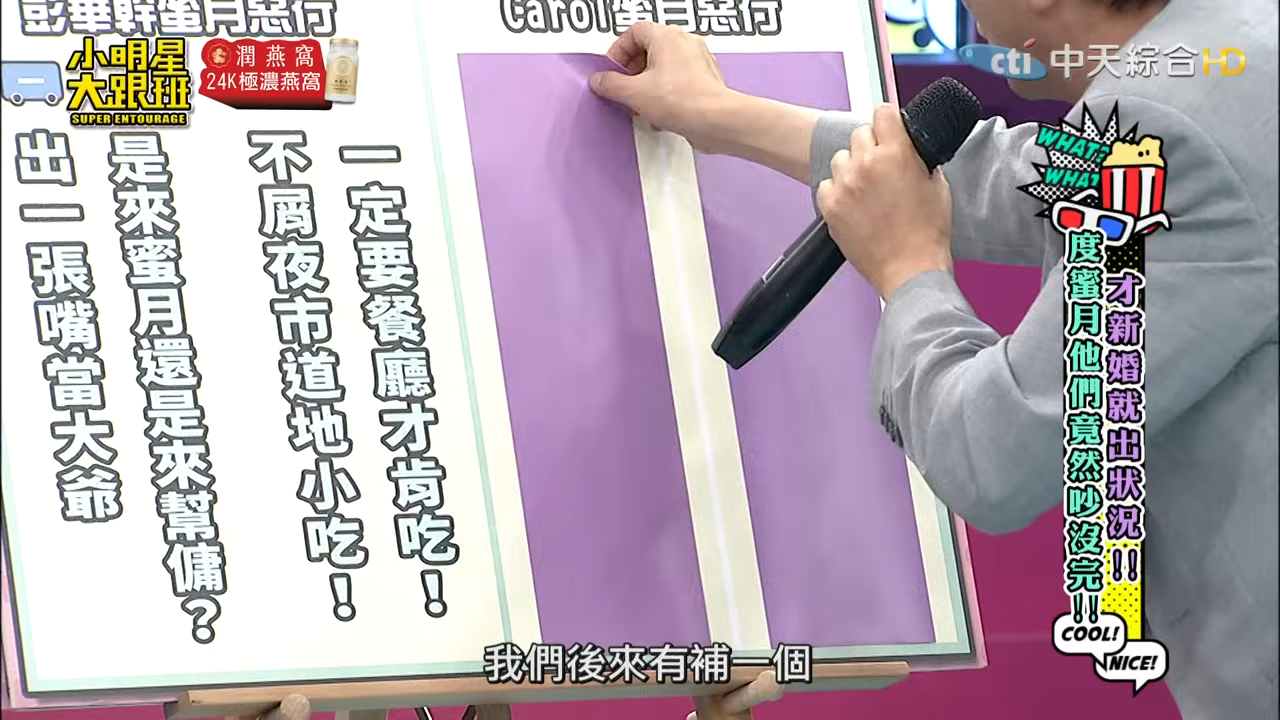 彭華幹蜜月惡行
Carol蜜月惡行
小明星
大跟班
SUPER ENTOURAGE
潤燕窩
24K極濃燕窩
cti 中天綜合HD
一定要餐廳才肯吃！
不屑夜市道地小吃！
是來蜜月還是來幫傭？
出一張嘴當大爺
WHAT?
WHAT
才新婚就出狀況!!
度蜜月他們竟然吵沒完!!
COOL!
NICE!
我們後來有補一個